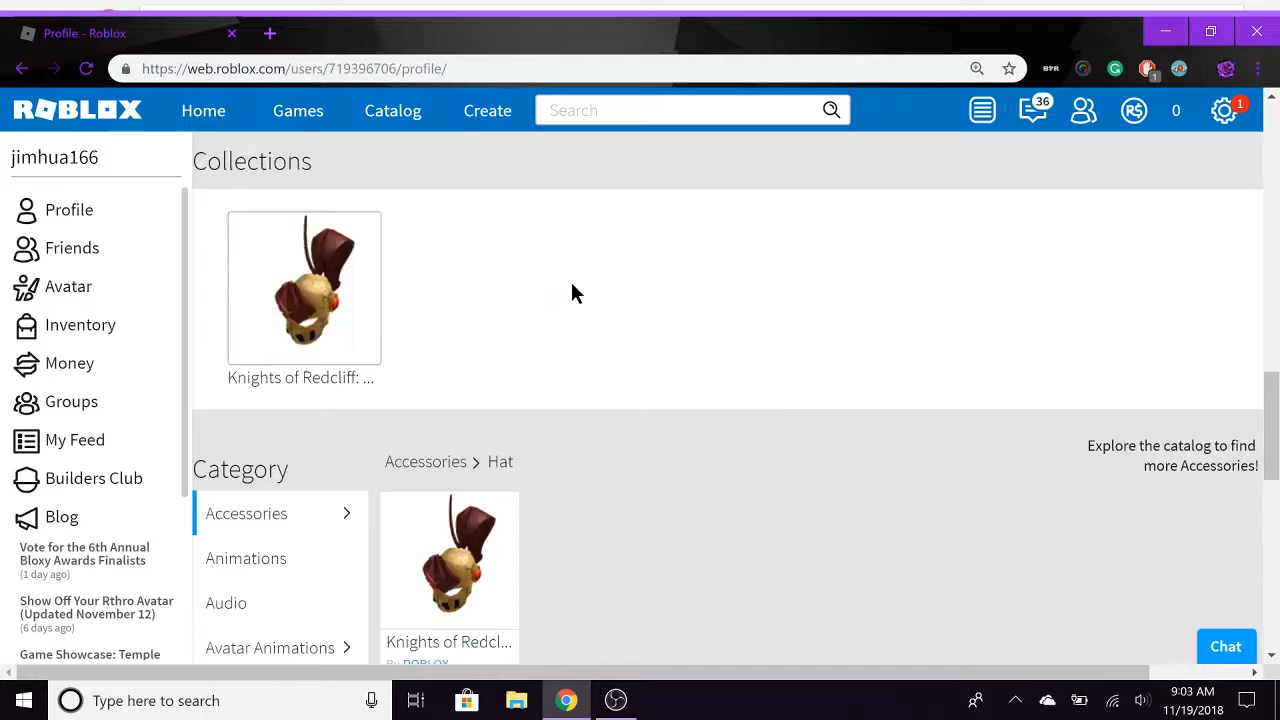 Profile - Roblox
https://web.roblox.com/users/719396706/profile/
BTR
G
1
ROBLOX
Home
Games
Catalog
Create
Search
36
R$
0
1
jimhua166
Profile
Friends
Avatar
Inventory
Money
Groups
My Feed
Builders Club
Blog
Vote for the 6th Annual
Bloxy Awards Finalists
(1 day ago)
Show Off Your Rthro Avatar
(Updated November 12)
(6 days ago)
Game Showcase: Temple
Collections
Knights of Redcliff: ...
Category
Accessories > Hat
Explore the catalog to find
more Accessories!
Accessories
Animations
Audio
Avatar Animations
Knights of Redcl...
By ROBLOX
Chat
Type here to search
9:03 AM
11/19/2018